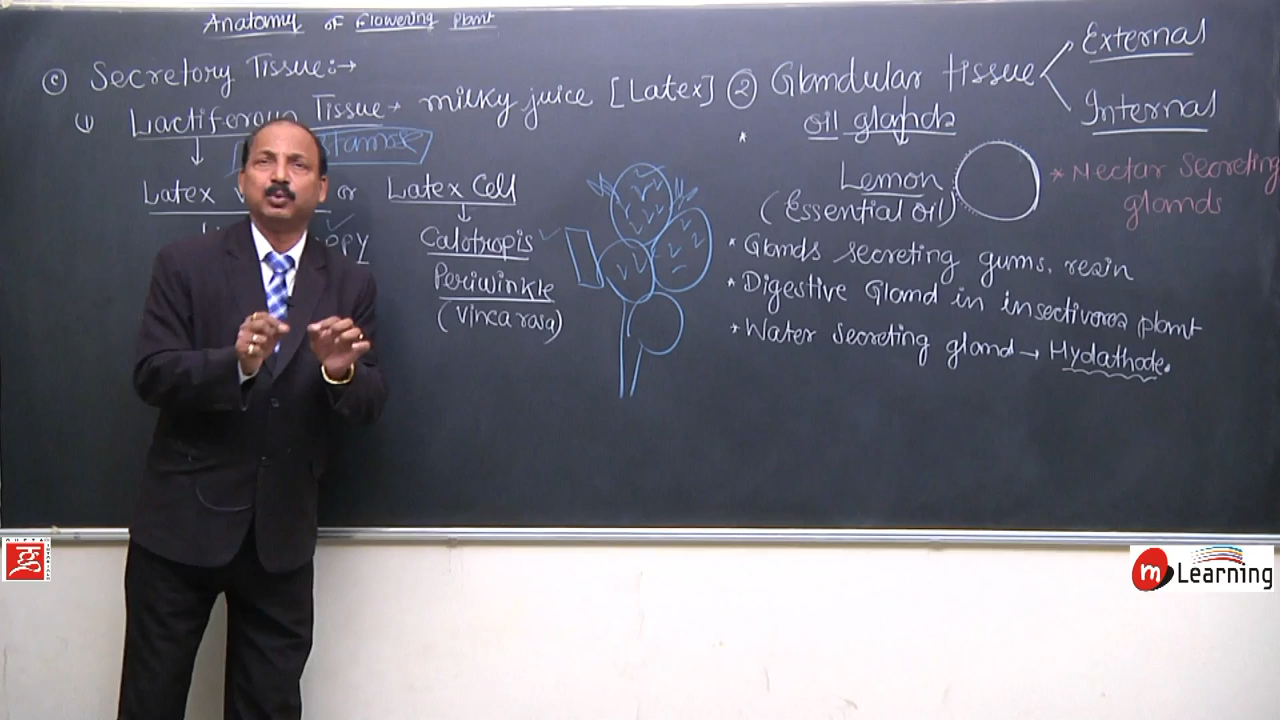 Anatomy of Flowering Plant
(c) Secretory Tissue:→
(1) Lactiferous Tissue → milky juice [Latex]
Latex or Latex Cell
Calotropis
Periwinkle
(Vinca rosa)
(2) Glandular tissue
External
Internal
* oil glands
Lemon
(Essential oil)
* Nectar Secreting
glands
* Glands secreting gums, resin
* Digestive Gland in insectivores plant
* Water secreting gland → Hydathode.
m Learning